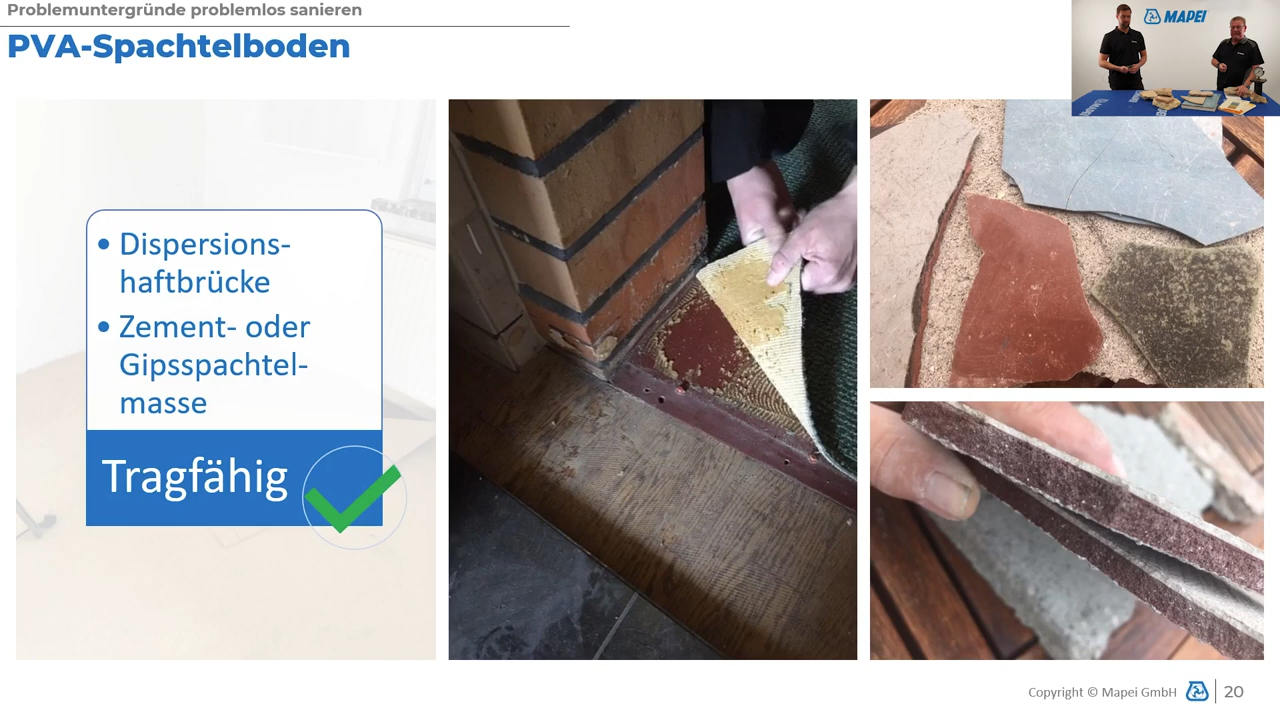 Problemuntergründe problemlos sanieren
PVA-Spachtelboden
MAPEI
• Dispersions-
haftbrücke
• Zement- oder
Gipsspachtel-
masse
Tragfähig
Copyright © Mapei GmbH
20